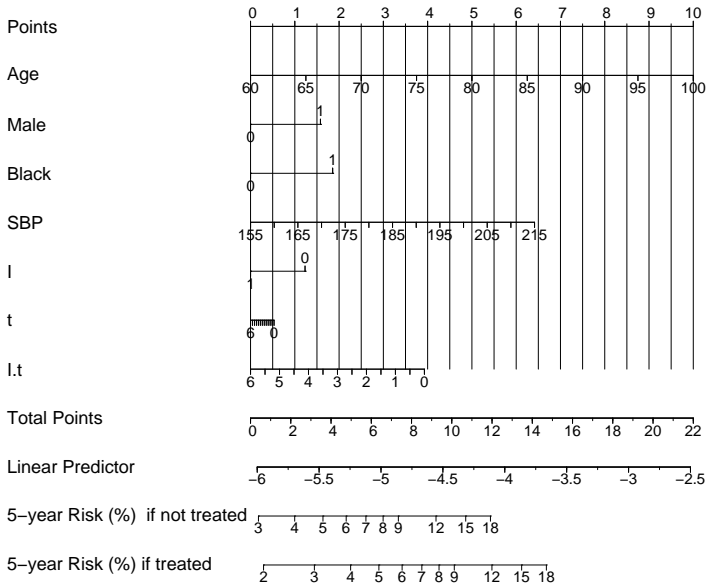 Points 0 1 2 3 4 5 6 7 8 9 10
Age 60 65 70 75 80 85 90 95 100
Male 0 1
Black 0 1
SBP 155 165 175 185 195 205 215
I 1 0
t 6 0
I.t 6 5 4 3 2 1 0
Total Points 0 2 4 6 8 10 12 14 16 18 20 22
Linear Predictor −6 −5.5 −5 −4.5 −4 −3.5 −3 −2.5
5−year Risk (%) if not treated 3 4 5 6 7 8 9 12 15 18
5−year Risk (%) if treated 2 3 4 5 6 7 8 9 12 15 18